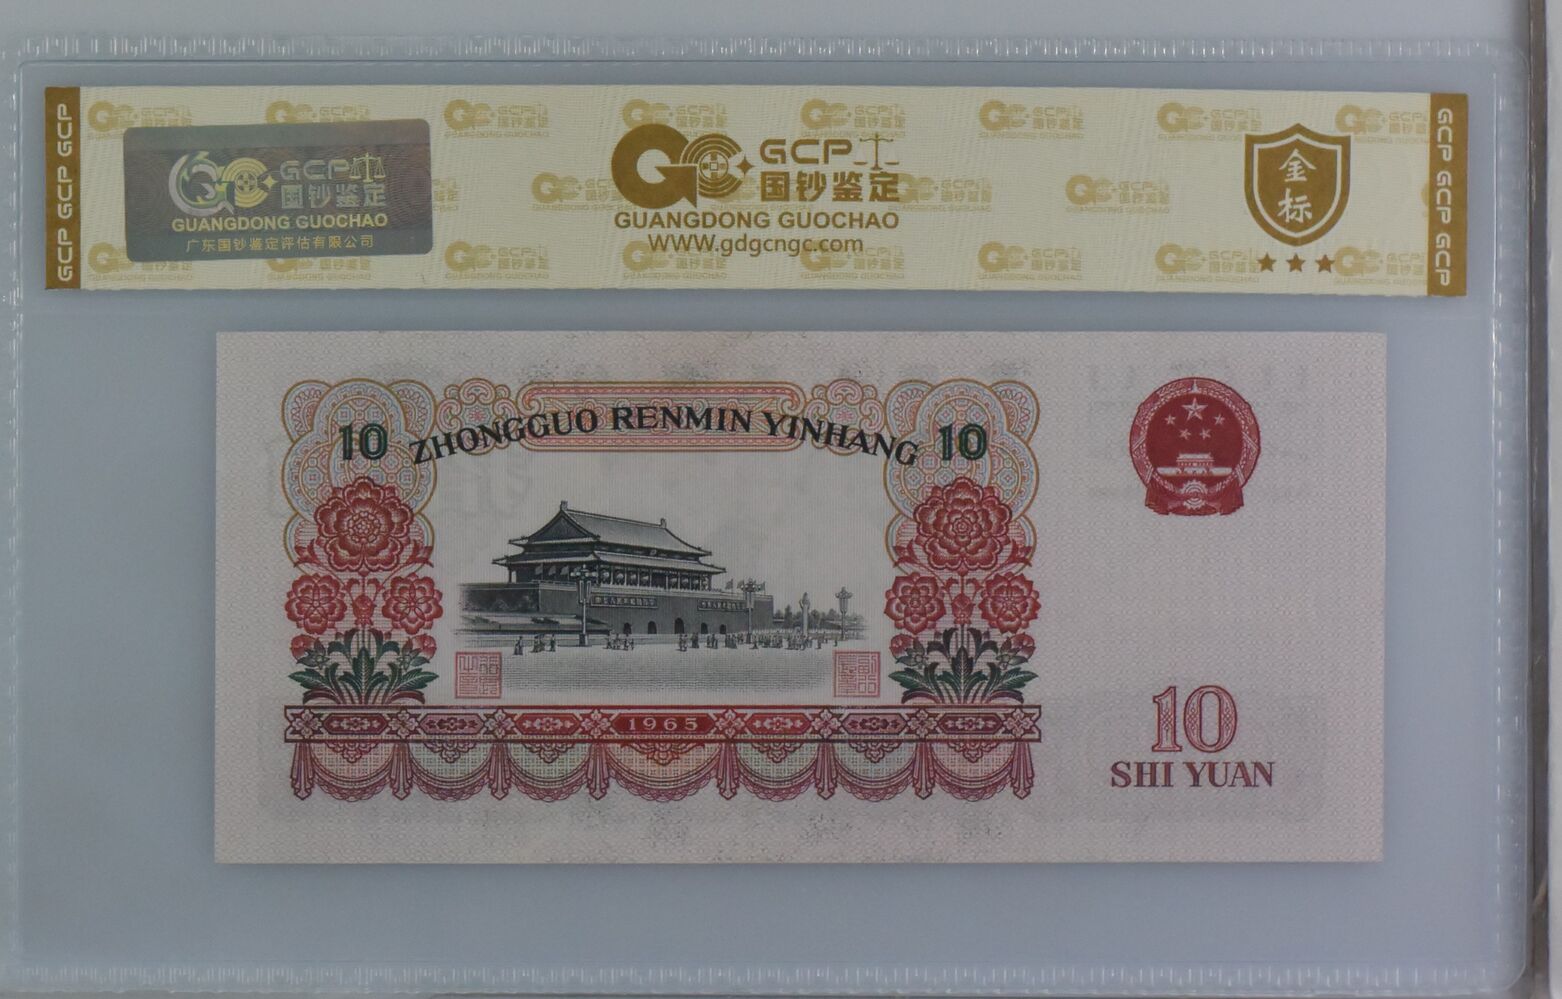 GCP GCP GCP
GCP
国钞鉴定
GUANGDONG GUOCHAO
广东国钞鉴定评估有限公司
GCP
国钞鉴定
GUANGDONG GUOCHAO
WWW.gdgcngc.com
金标
GCP GCP GCP
10 ZHONGGUO RENMIN YINHANG 10
1965
10
SHI YUAN